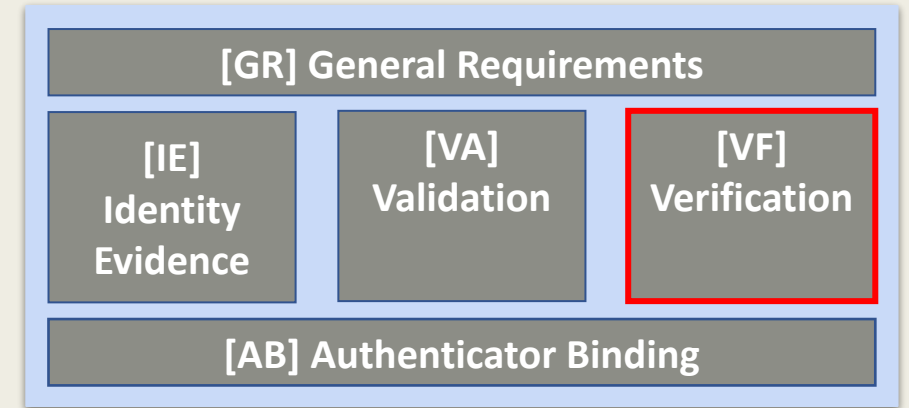 [GR] General Requirements
[IE]
Identity
Evidence
[VA]
Validation
[VF]
Verification
[AB] Authenticator Binding